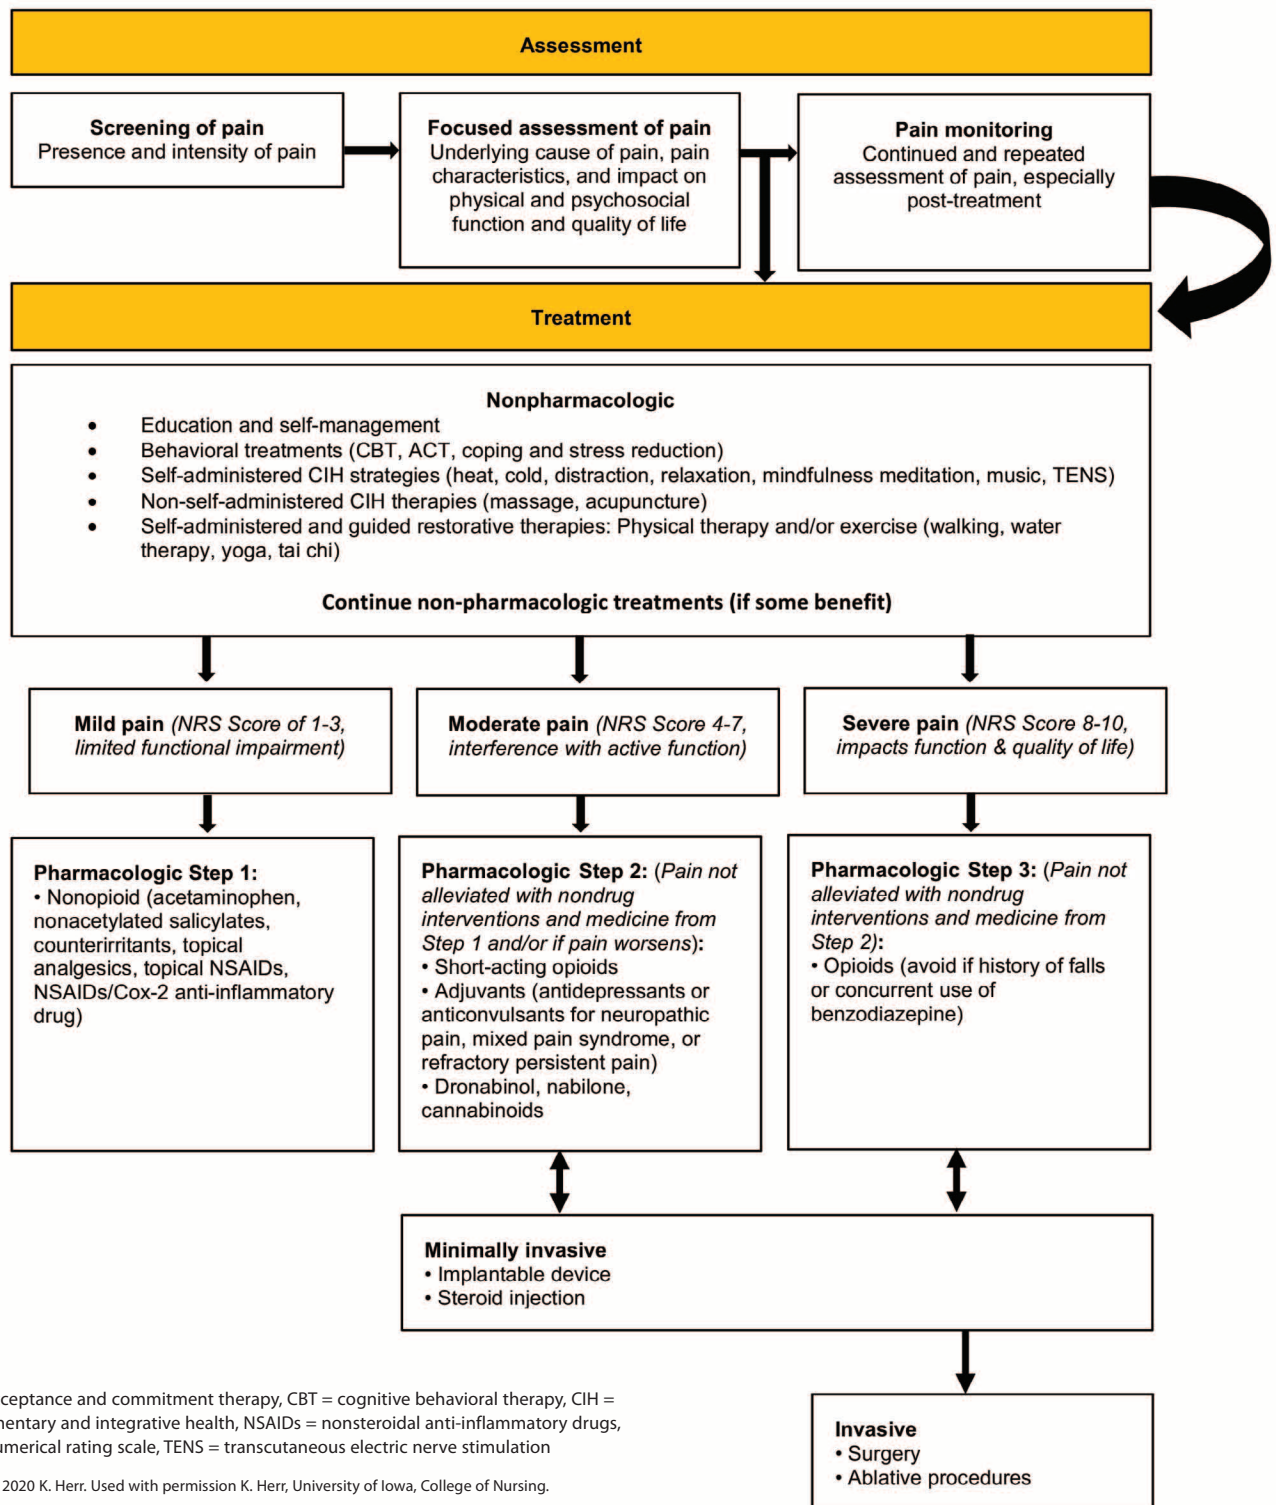 Assessment
Screening of pain
Presence and intensity of pain
Focused assessment of pain
Underlying cause of pain, pain
characteristics, and impact on
physical and psychosocial
function and quality of life
Pain monitoring
Continued and repeated
assessment of pain, especially
post-treatment
Treatment
Nonpharmacologic
• Education and self-management
• Behavioral treatments (CBT, ACT, coping and stress reduction)
• Self-administered CIH strategies (heat, cold, distraction, relaxation, mindfulness meditation, music, TENS)
• Non-self-administered CIH therapies (massage, acupuncture)
• Self-administered and guided restorative therapies: Physical therapy and/or exercise (walking, water
therapy, yoga, tai chi)
Continue non-pharmacologic treatments (if some benefit)
Mild pain (NRS Score of 1-3,
limited functional impairment)
Moderate pain (NRS Score 4-7,
interference with active function)
Severe pain (NRS Score 8-10,
impacts function & quality of life)
Pharmacologic Step 1:
• Nonopioid (acetaminophen,
nonacetylated salicylates,
counterirritants, topical
analgesics, topical NSAIDs,
NSAIDs/Cox-2 anti-inflammatory
drug)
Pharmacologic Step 2: (Pain not
alleviated with nondrug
interventions and medicine from
Step 1 and/or if pain worsens):
• Short-acting opioids
• Adjuvants (antidepressants or
anticonvulsants for neuropathic
pain, mixed pain syndrome, or
refractory persistent pain)
• Dronabinol, nabilone,
cannabinoids
Pharmacologic Step 3: (Pain not
alleviated with nondrug
interventions and medicine from
Step 2):
• Opioids (avoid if history of falls
or concurrent use of
benzodiazepine)
Minimally invasive
• Implantable device
• Steroid injection
Invasive
• Surgery
• Ablative procedures
cceptance and commitment therapy, CBT = cognitive behavioral therapy, CIH =
mentary and integrative health, NSAIDs = nonsteroidal anti-inflammatory drugs,
umerical rating scale, TENS = transcutaneous electric nerve stimulation
2020 K. Herr. Used with permission K. Herr, University of Iowa, College of Nursing.